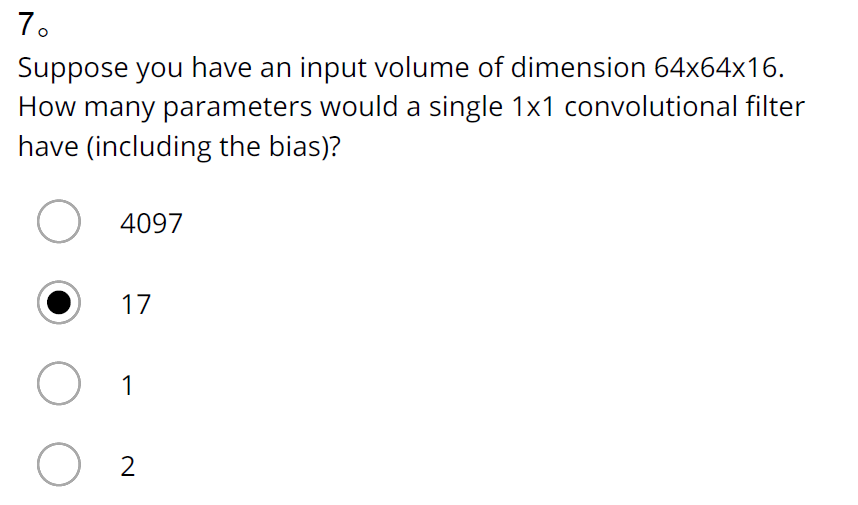 7。
Suppose you have an input volume of dimension 64x64x16.
How many parameters would a single 1x1 convolutional filter
have (including the bias)?
4097
17
1
2